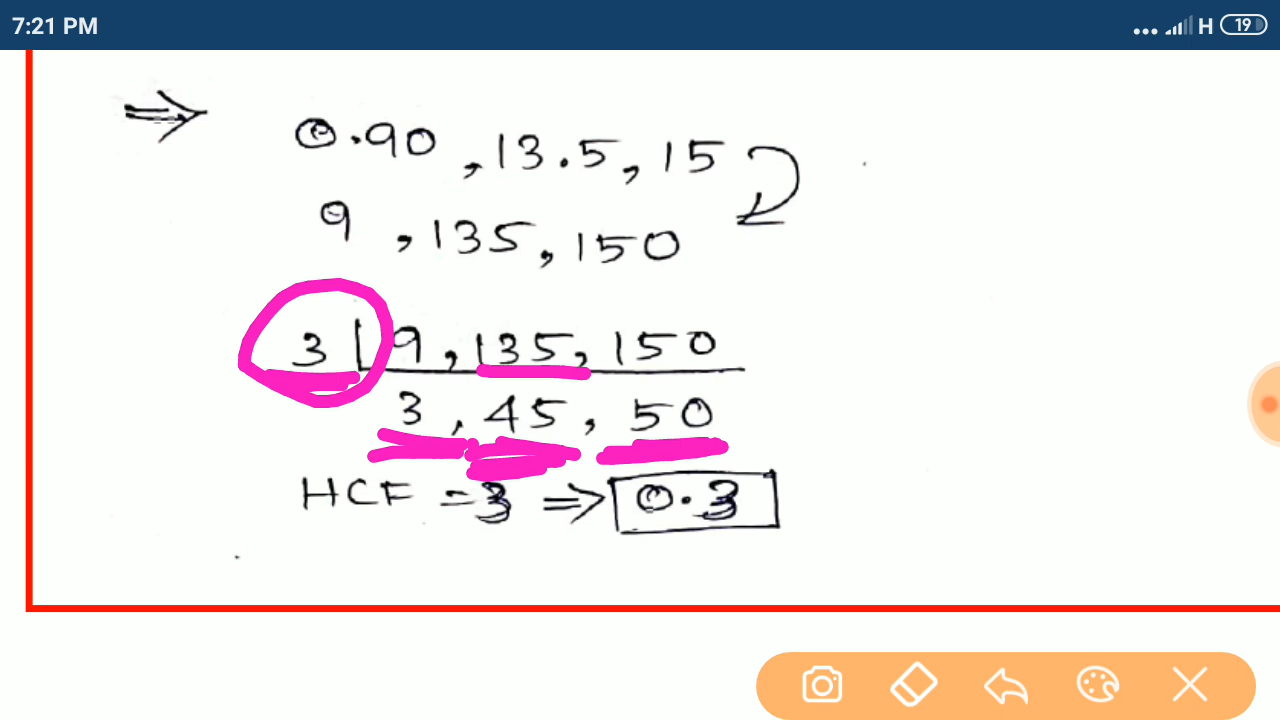 7:21 PM
... H 19
⇒ 0.90, 13.5, 15
9, 135, 150
3 | 9, 135, 150
3, 45, 50
HCF = 3 ⇒ 0.3